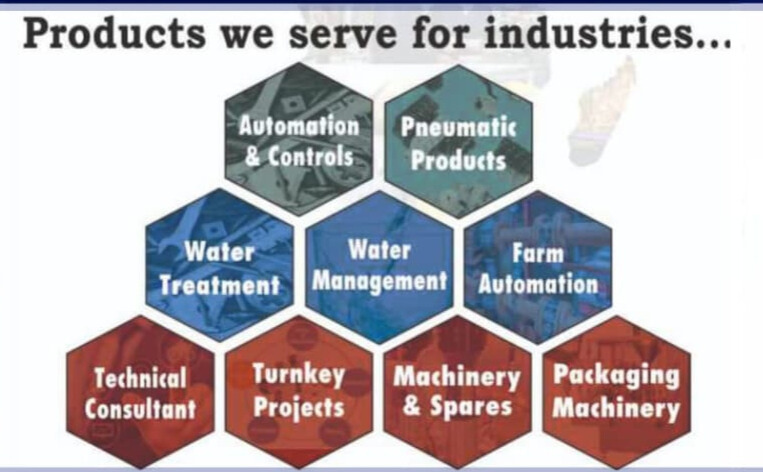 Products we serve for industries...
Automation
& Controls
Pneumatic
Products
Water
Treatment
Water
Management
Farm
Automation
Technical
Consultant
Turnkey
Projects
Machinery
& Spares
Packaging
Machinery